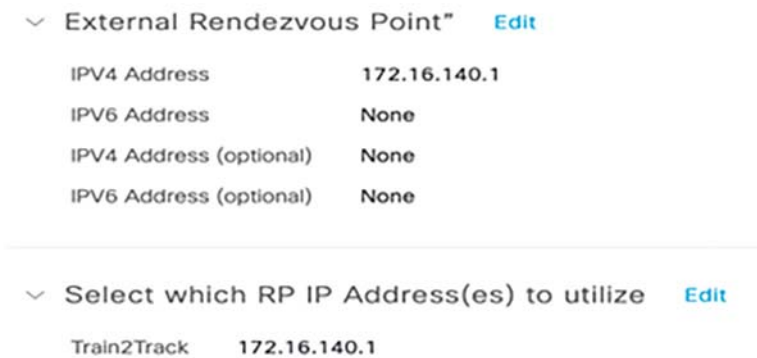 External Rendezvous Point” Edit
IPV4 Address 172.16.140.1
IPV6 Address None
IPV4 Address (optional) None
IPV6 Address (optional) None
Select which RP IP Address(es) to utilize Edit
Train2Track 172.16.140.1